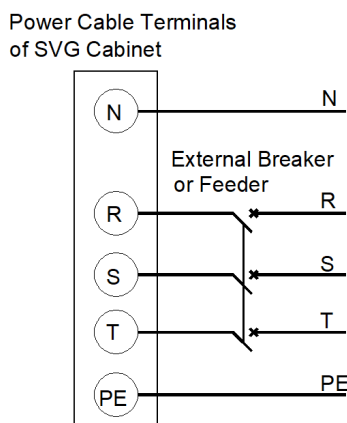 Power Cable Terminals
of SVG Cabinet
N
N
External Breaker
or Feeder
R
R
S
S
T
T
PE
PE